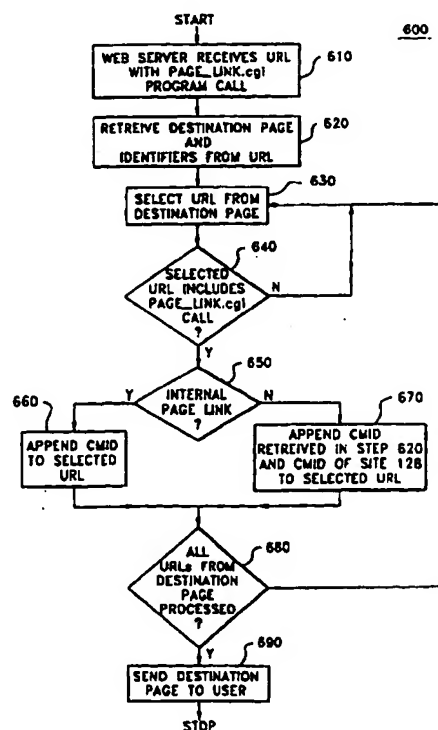 START
600
WEB SERVER RECEIVES URL
WITH PAGE_LINK.cgi
PROGRAM CALL
610
RETREIVE DESTINATION PAGE
AND
IDENTIFIERS FROM URL
620
SELECT URL FROM
DESTINATION PAGE
630
640
SELECTED
URL INCLUDES
PAGE_LINK.cgi
CALL
?
N
Y
650
INTERNAL
PAGE LINK
?
Y
N
660
APPEND CMID
TO SELECTED
URL
670
APPEND CMID
RETREIVED IN STEP 620
AND CMID OF SITE 128
TO SELECTED URL
680
ALL
URLs FROM
DESTINATION
PAGE
PROCESSED
?
Y
690
SEND DESTINATION
PAGE TO USER
STOP